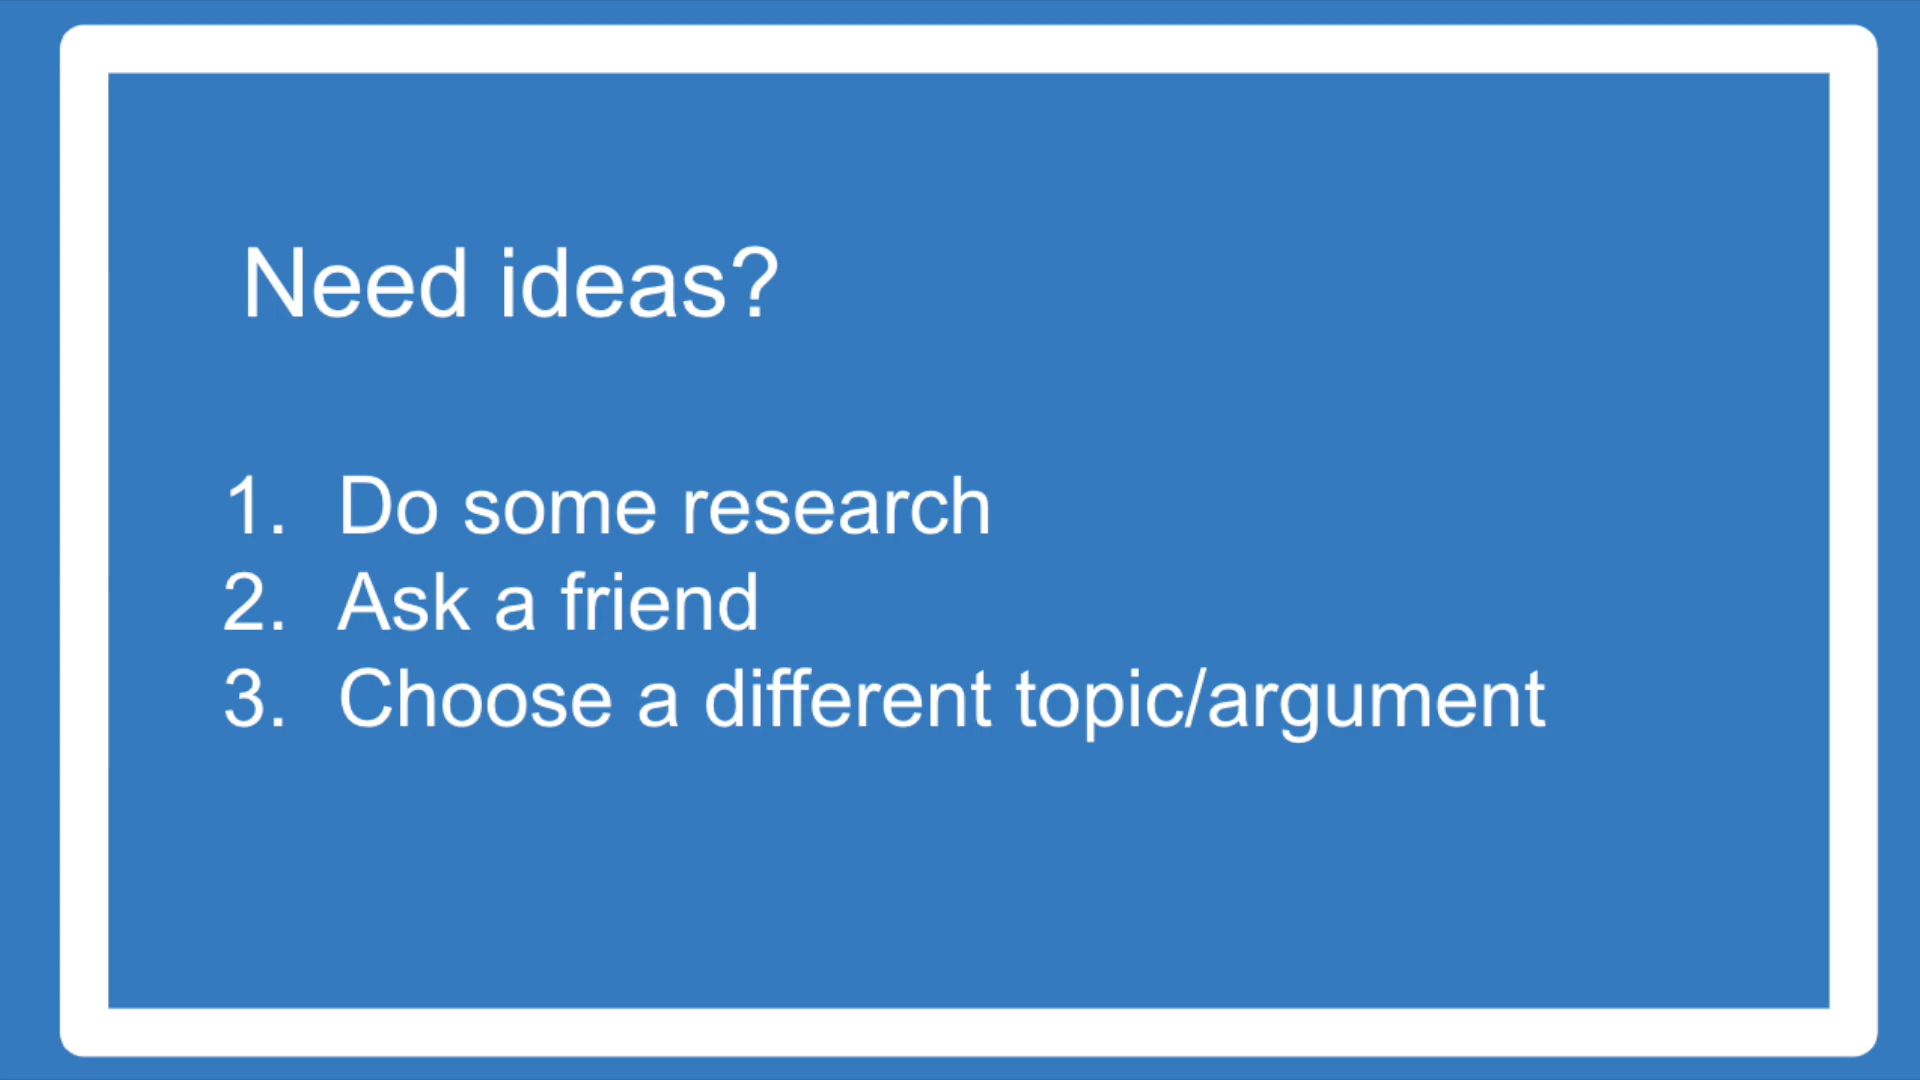 Need ideas?
1. Do some research
2. Ask a friend
3. Choose a different topic/argument